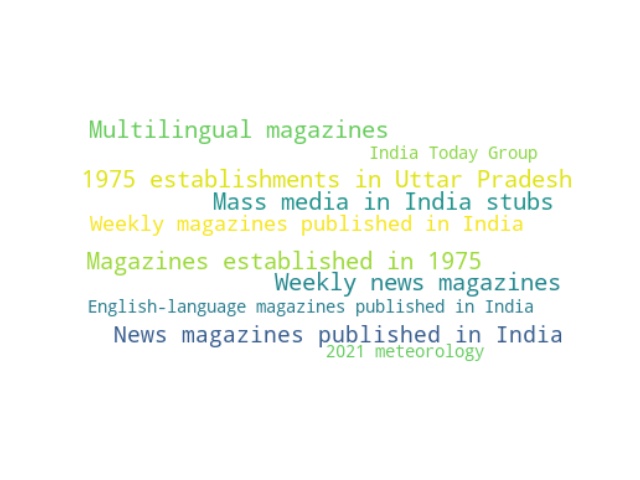 Multilingual magazines
India Today Group
1975 establishments in Uttar Pradesh
Mass media in India stubs
Weekly magazines published in India
Magazines established in 1975
Weekly news magazines
English-language magazines published in India
News magazines published in India
2021 meteorology